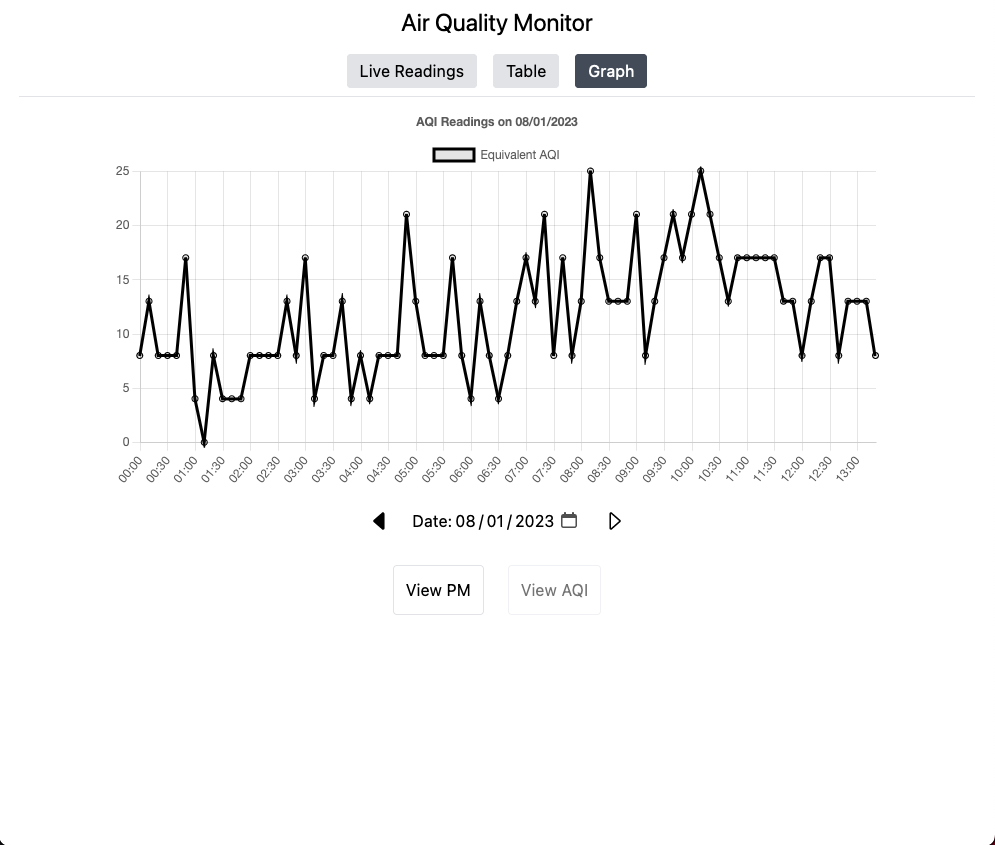 Air Quality Monitor
Live Readings Table Graph
AQI Readings on 08/01/2023
Equivalent AQI
25
20
15
10
5
0
00:00 00:30 01:00 01:30 02:00 02:30 03:00 03:30 04:00 04:30 05:00 05:30 06:00 06:30 07:00 07:30 08:00 08:30 09:00 09:30 10:00 10:30 11:00 11:30 12:00 12:30 13:00
Date: 08/01/2023
View PM View AQI